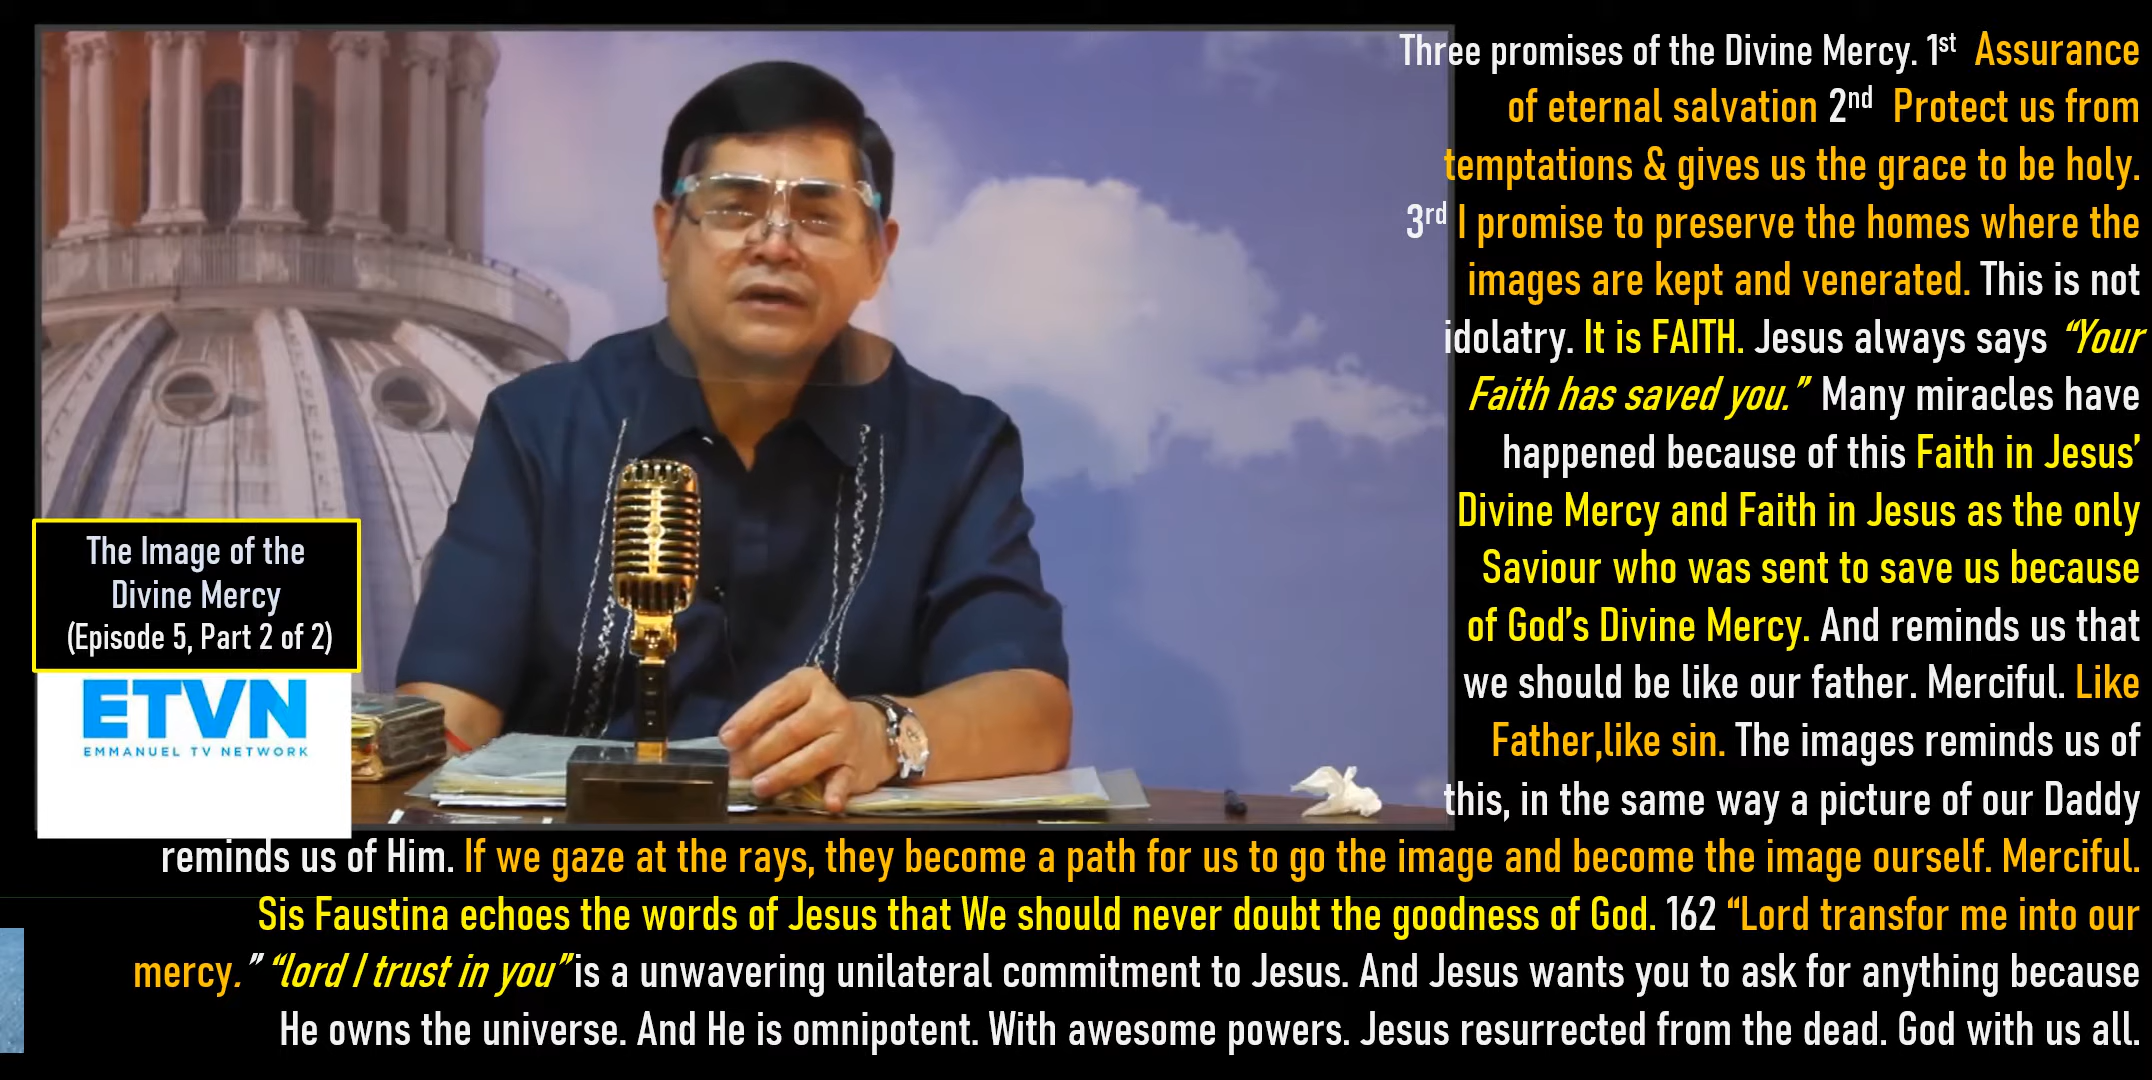 Three promises of the Divine Mercy. 1st Assurance
of eternal salvation 2nd Protect us from
temptations & gives us the grace to be holy.
3rd I promise to preserve the homes where the
images are kept and venerated. This is not
idolatry. It is FAITH. Jesus always says “Your
Faith has saved you.” Many miracles have
happened because of this Faith in Jesus’
Divine Mercy and Faith in Jesus as the only
Saviour who was sent to save us because
of God’s Divine Mercy. And reminds us that
we should be like our father. Merciful. Like
Father,like sin. The images reminds us of
this, in the same way a picture of our Daddy
reminds us of Him. If we gaze at the rays, they become a path for us to go the image and become the image ourself. Merciful.
Sis Faustina echoes the words of Jesus that We should never doubt the goodness of God. 162 “Lord transfor me into our
mercy.” “lord I trust in you”is a unwavering unilateral commitment to Jesus. And Jesus wants you to ask for anything because
He owns the universe. And He is omnipotent. With awesome powers. Jesus resurrected from the dead. God with us all.
The Image of the
Divine Mercy
(Episode 5, Part 2 of 2)
ETVN
EMMANUEL TV NETWORK